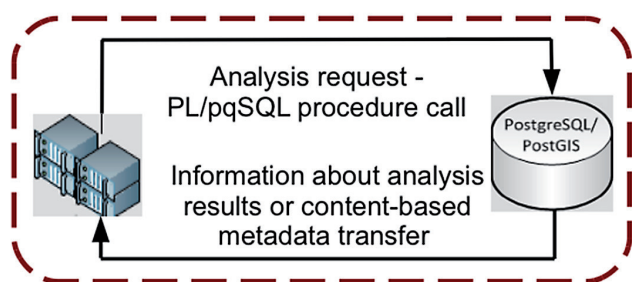 Analysis request -
PL/pqSQL procedure call
PostgreSQL/
PostGIS
Information about analysis
results or content-based
metadata transfer